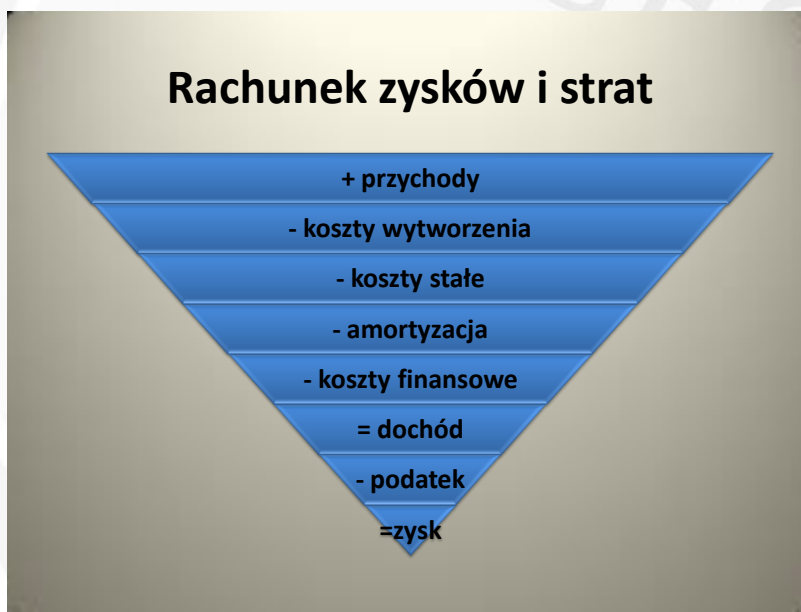 Rachunek zysków i strat
+ przychody
- koszty wytworzenia
- koszty stałe
- amortyzacja
- koszty finansowe
= dochód
- podatek
=zysk